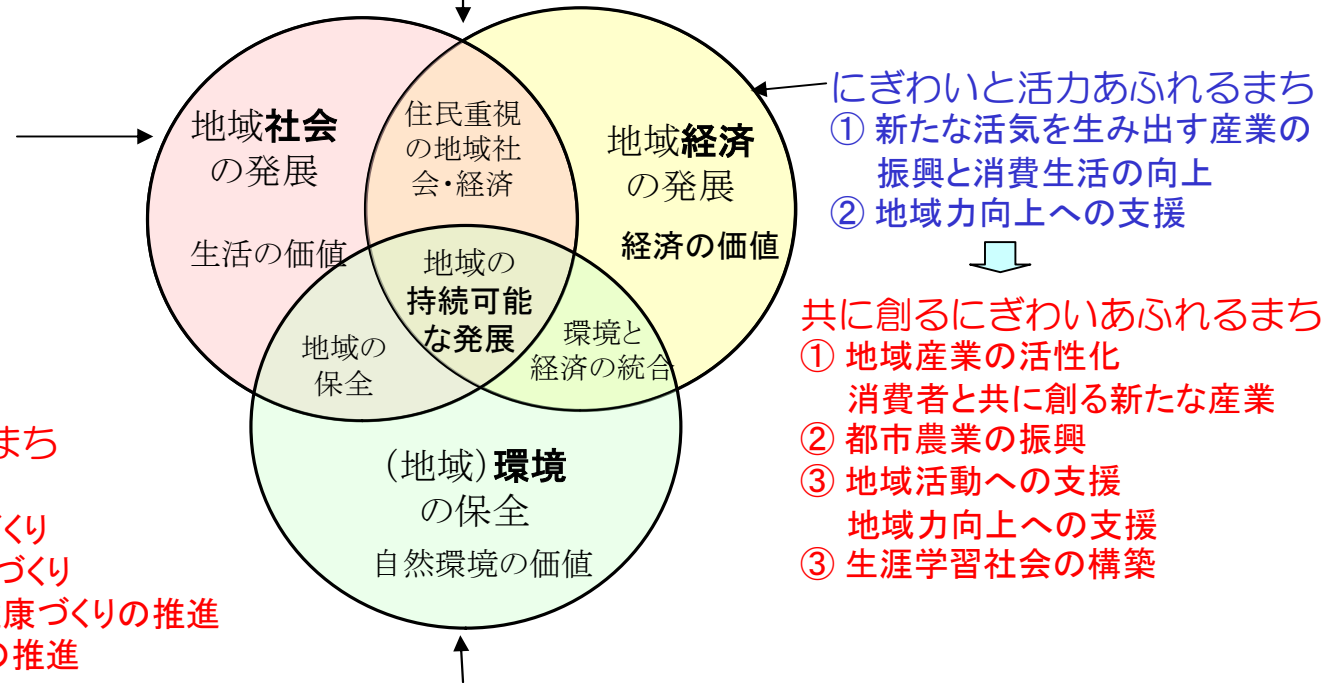 地域社会
の発展
生活の価値
住民重視
の地域社
会・経済
地域経済
の発展
経済の価値
地域の
持続可能
な発展
地域の
保全
環境と
経済の統合
(地域)環境
の保全
自然環境の価値
にぎわいと活力あふれるまち
① 新たな活気を生み出す産業の
振興と消費生活の向上
② 地域力向上への支援
共に創るにぎわいあふれるまち
① 地域産業の活性化
消費者と共に創る新たな産業
② 都市農業の振興
③ 地域活動への支援
地域力向上への支援
③ 生涯学習社会の構築
まち
づくり
づくり
康づくりの推進
の推進